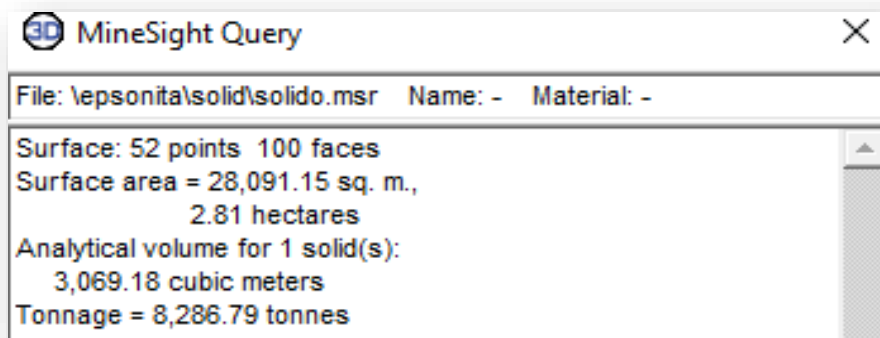 3D MineSight Query
File: \epsonita\solid\solido.msr Name: - Material: -
Surface: 52 points 100 faces
Surface area = 28,091.15 sq. m.,
2.81 hectares
Analytical volume for 1 solid(s):
3,069.18 cubic meters
Tonnage = 8,286.79 tonnes